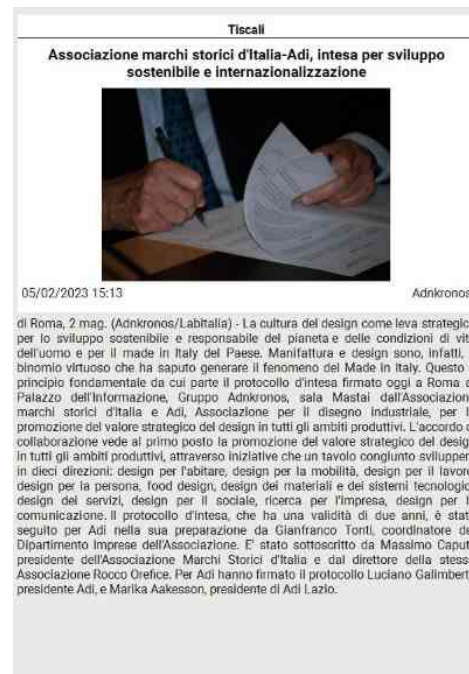 Tiscali
Associazione marchi storici d'Italia-Adi, intesa per sviluppo
sostenibile e internazionalizzazione
05/02/2023 15:13 Adnkronos
di Roma, 2 mag. (Adnkronos/Labitalia) - La cultura del design come leva strategic
per lo sviluppo sostenibile e responsabile del pianeta e delle condizioni di vit
dell'uomo e per il made in Italy del Paese. Manifattura e design sono, infatti,
binomio virtuoso che ha saputo generare il fenomeno del Made in Italy. Questo
principio fondamentale da cui parte il protocollo d'intesa firmato oggi a Roma a
Palazzo dell'Informazione, Gruppo Adnkronos, sala Mastai dall'Association
marchi storici d'Italia e Adi, Associazione per il disegno industriale, per l
promozione del valore strategico del design in tutti gli ambiti produttivi. L'accordo d
collaborazione vede al primo posto la promozione del valore strategico del desig
in tutti gli ambiti produttivi, attraverso iniziative che un tavolo congiunto sviluppe
in dieci direzioni: design per l'abitare, design per la mobilità, design per il lavor
design per la persona, food design, design dei materiali e dei sistemi tecnologic
design dei servizi, design per il sociale, ricerca per l'impresa, design per l
comunicazione. Il protocollo d'intesa, che ha una validità di due anni, è stat
seguito per Adi nella sua preparazione da Gianfranco Tonti, coordinatore de
Dipartimento Imprese dell'Associazione. E' stato sottoscritto da Massimo Caput
presidente dell'Associazione Marchi Storici d'Italia e dal direttore della stess
Associazione Rocco Orefice. Per Adi hanno firmato il protocollo Luciano Galimbert
presidente Adi, e Marika Aakesson, presidente di Adi Lazio.